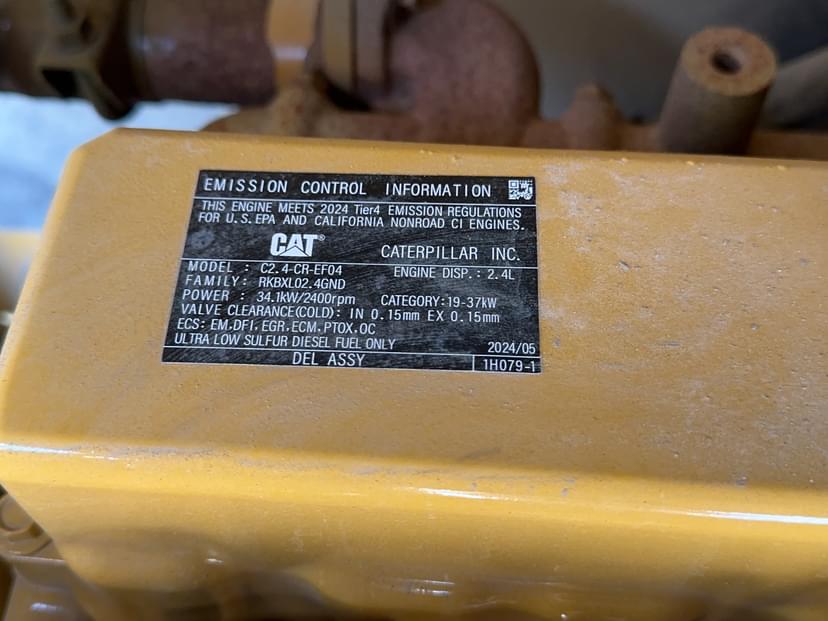 EMISSION CONTROL INFORMATION
THIS ENGINE MEETS 2024 Tier4 EMISSION REGULATIONS
FOR U.S.EPA AND CALIFORNIA NONROAD CI ENGINES.
CAT® CATERPILLAR INC.
MODEL : C2.4-CR-EF04 ENGINE DISP.: 2.4L
FAMILY: RKBXL02.4GND
POWER : 34.1kW/2400rpm CATEGORY:19-37kW
VALVE CLEARANCE(COLD): IN 0.15mm EX 0.15mm
ECS: EM,DFI,EGR,ECM,PTOX,OC
ULTRA LOW SULFUR DIESEL FUEL ONLY 2024/05
DEL ASSY 1H079-1